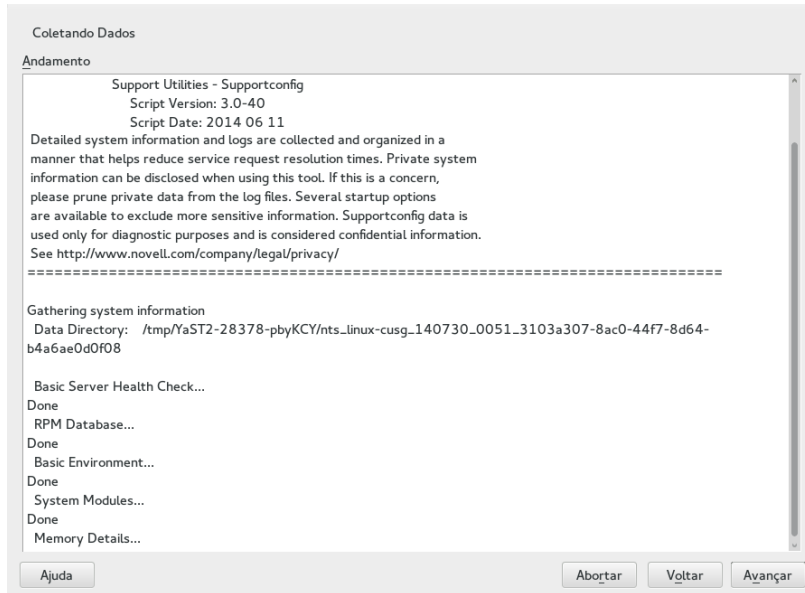 Coletando Dados
Andamento
Support Utilities - Supportconfig
Script Version: 3.0-40
Script Date: 2014 06 11
Detailed system information and logs are collected and organized in a
manner that helps reduce service request resolution times. Private system
information can be disclosed when using this tool. If this is a concern,
please prune private data from the log files. Several startup options
are available to exclude more sensitive information. Supportconfig data is
used only for diagnostic purposes and is considered confidential information.
See http://www.novell.com/company/legal/privacy/
=============================================================================
Gathering system information
Data Directory: /tmp/YaST2-28378-pbyKCY/nts_linux-cusg_140730_0051_3103a307-8ac0-44f7-8d64-
b4a6ae0d0f08
Basic Server Health Check...
Done
RPM Database...
Done
Basic Environment...
Done
System Modules...
Done
Memory Details...
Ajuda
Abortar
Voltar
Avançar